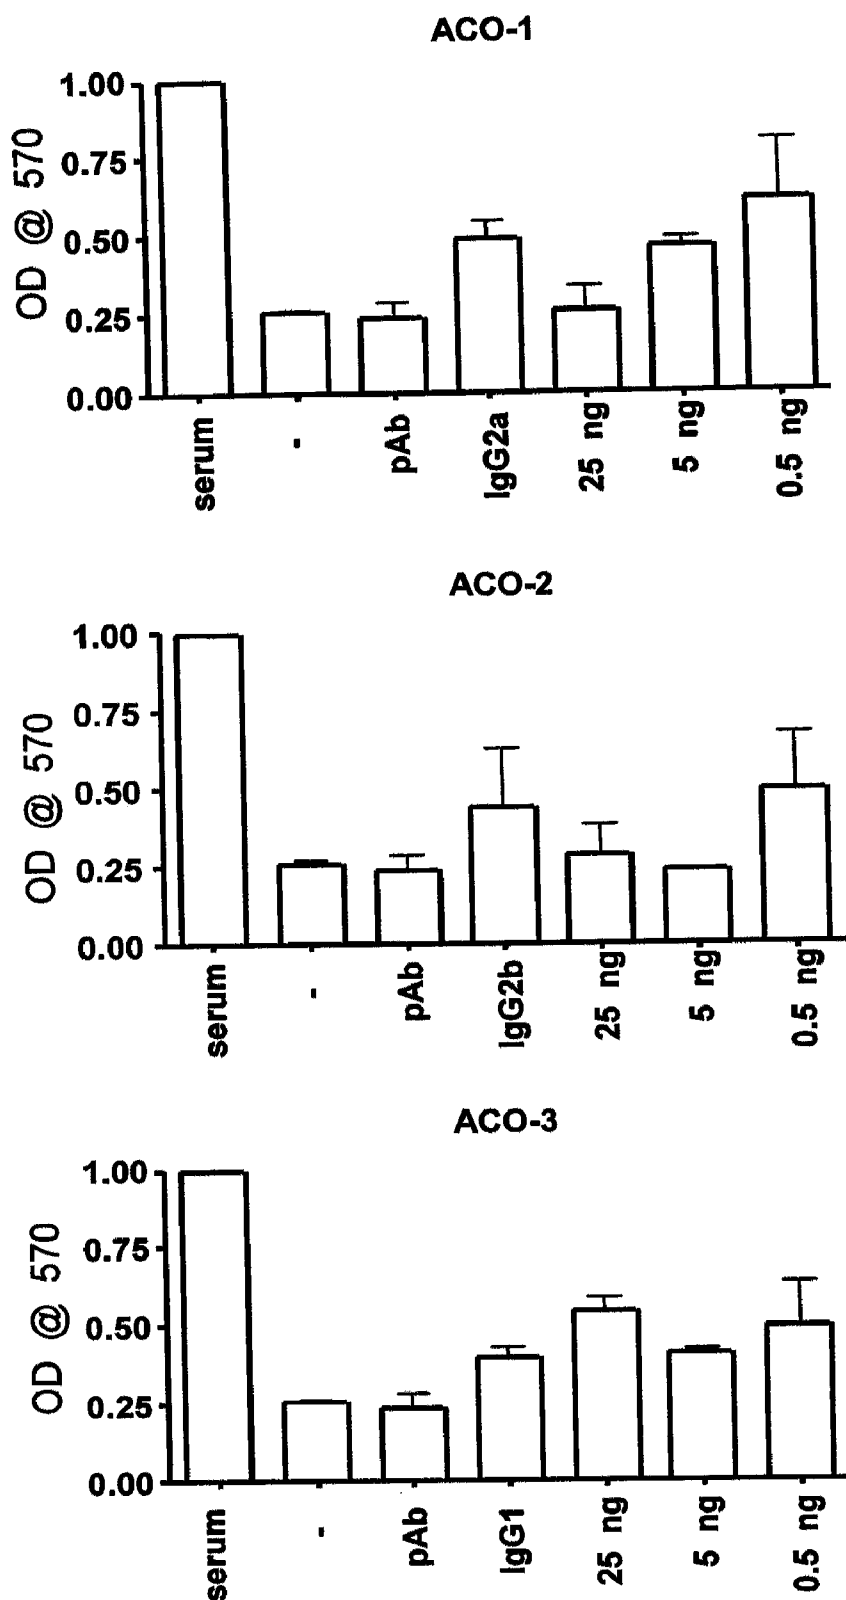 ACO-1
OD @ 570
1.00
0.75
0.50
0.25
0.00
serum
-
pAb
IgG2a
25 ng
5 ng
0.5 ng
ACO-2
OD @ 570
1.00
0.75
0.50
0.25
0.00
serum
-
pAb
IgG2b
25 ng
5 ng
0.5 ng
ACO-3
OD @ 570
1.00
0.75
0.50
0.25
0.00
serum
-
pAb
IgG1
25 ng
5 ng
0.5 ng